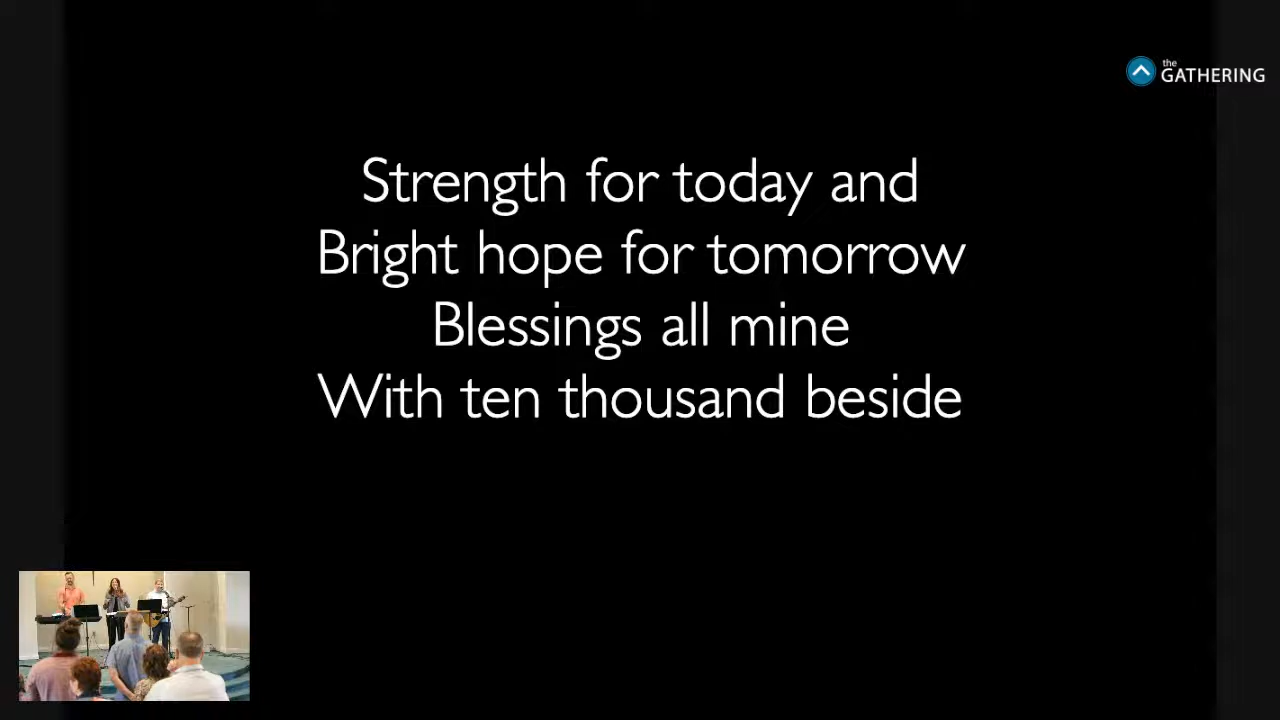 the
GATHERING
Strength for today and
Bright hope for tomorrow
Blessings all mine
With ten thousand beside